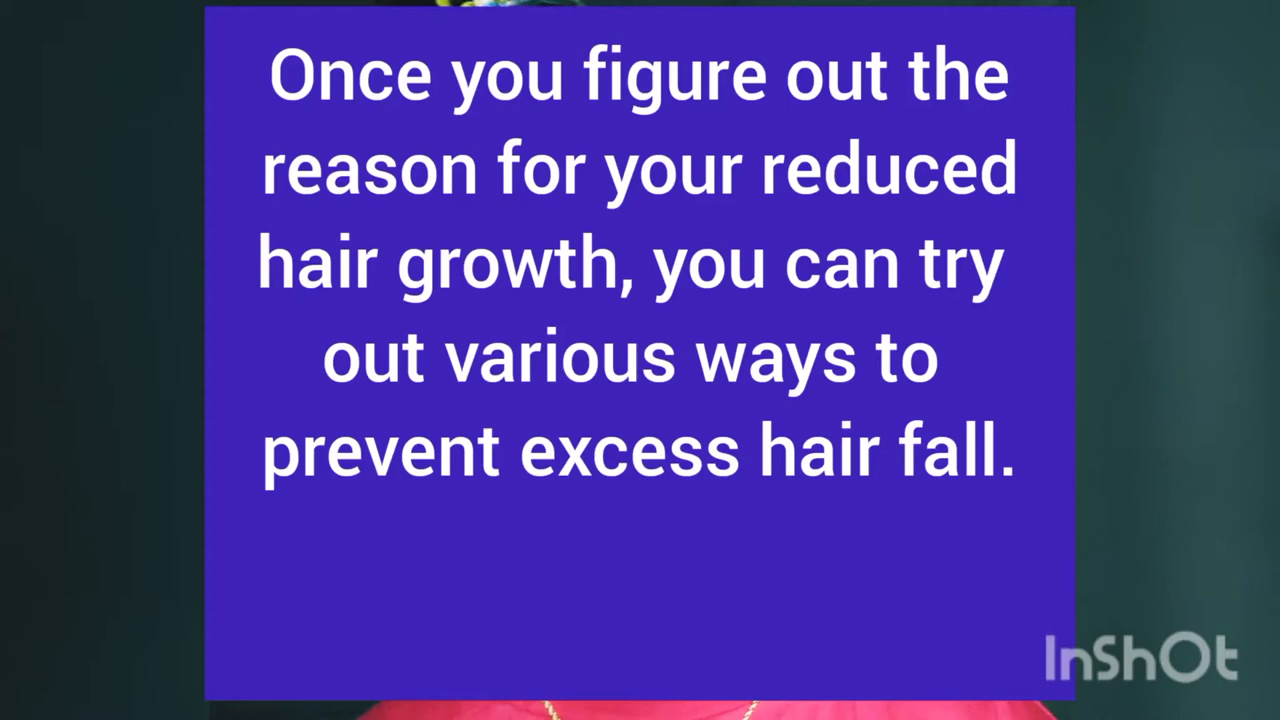 Once you figure out the
reason for your reduced
hair growth, you can try
out various ways to
prevent excess hair fall.
InShOt